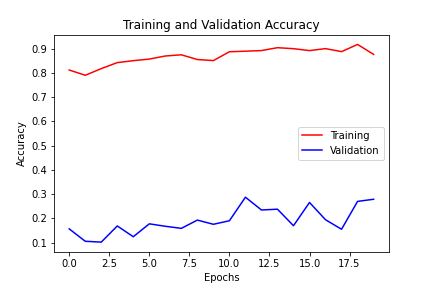 Training and Validation Accuracy
0.9
0.8
0.7
0.6
0.5
0.4
0.3
0.2
0.1
Accuracy
Training
Validation
0.0 2.5 5.0 7.5 10.0 12.5 15.0 17.5
Epochs